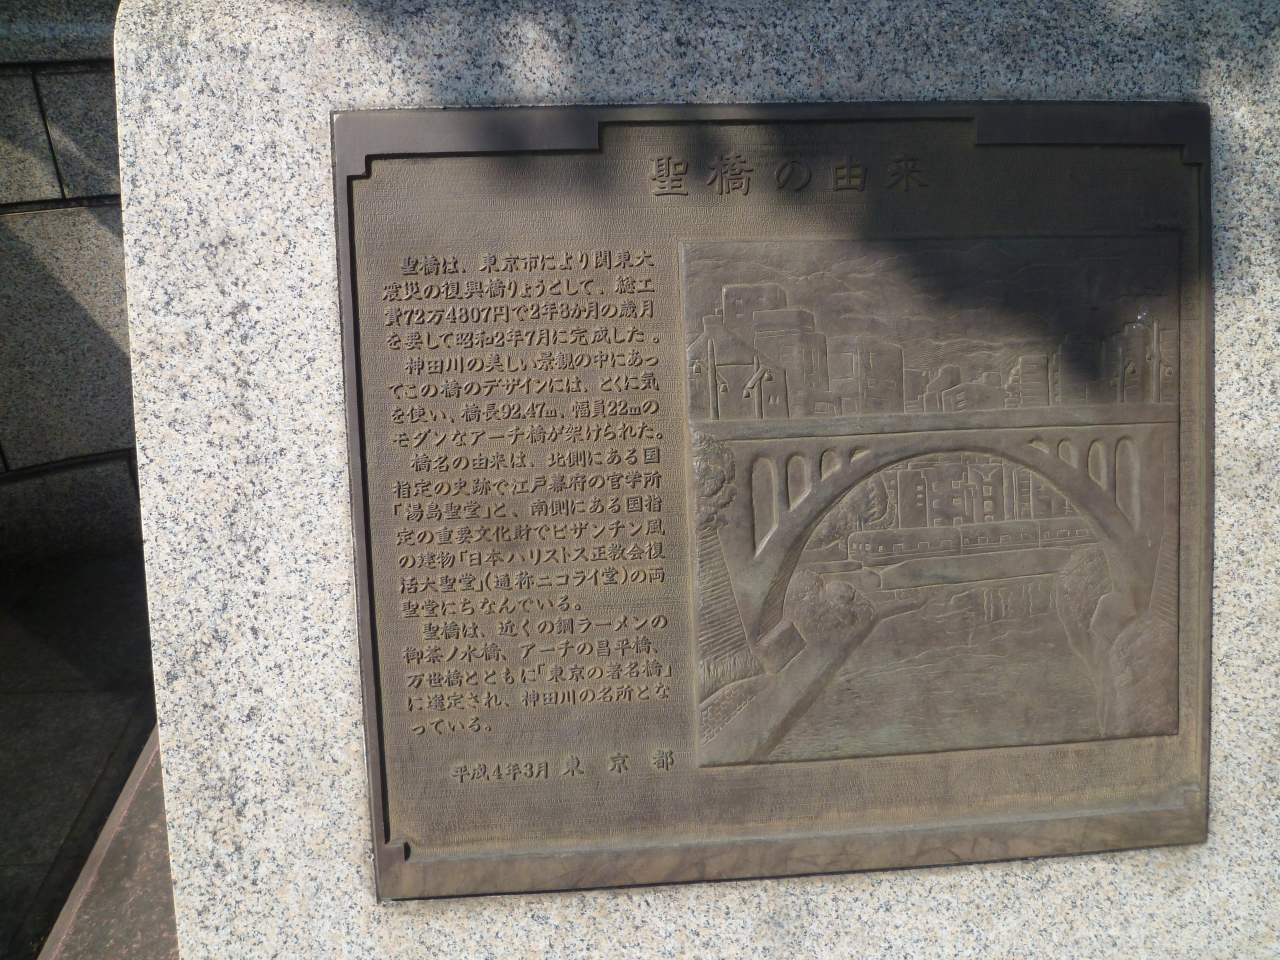 聖橋の由来
聖橋は、東京市により関東大
震災の復興橋りょうとして、総工
費72万4807円で2年8か月の歳月
を要して昭和2年7月に完成した。
神田川の美しい景観の中にあっ
てこの橋のデザインには、とくに気
を使い、橋長92.47m、幅員22mの
モダンなアーチ橋が架けられた。
橋名の由来は、北側にある国
指定の史跡で江戸幕府の官学所
「湯島聖堂」と、南側にある国指
定の重要文化財でビザンチン風
の建物「日本ハリストス正教会復
活大聖堂」(通称ニコライ堂)の両
聖堂にちなんでいる。
聖橋は、近くの鋼ラーメンの
御茶ノ水橋、アーチの昌平橋、
万世橋とともに「東京の著名橋」
に選定され、神田川の名所とな
っている。
平成4年3月 東京都